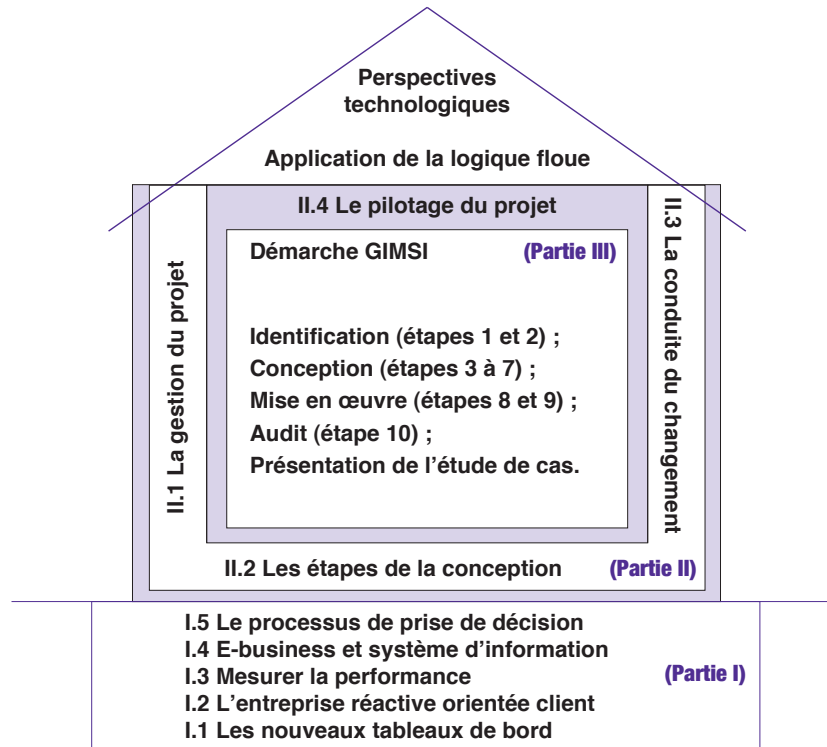 Perspectives
technologiques
Application de la logique floue
II.4 Le pilotage du projet
II.1 La gestion du projet
II.3 La conduite du changement
Démarche GIMSI (Partie III)
Identification (étapes 1 et 2) ;
Conception (étapes 3 à 7) ;
Mise en œuvre (étapes 8 et 9) ;
Audit (étape 10) ;
Présentation de l’étude de cas.
II.2 Les étapes de la conception (Partie II)
I.5 Le processus de prise de décision
I.4 E-business et système d’information
I.3 Mesurer la performance (Partie I)
I.2 L’entreprise réactive orientée client
I.1 Les nouveaux tableaux de bord